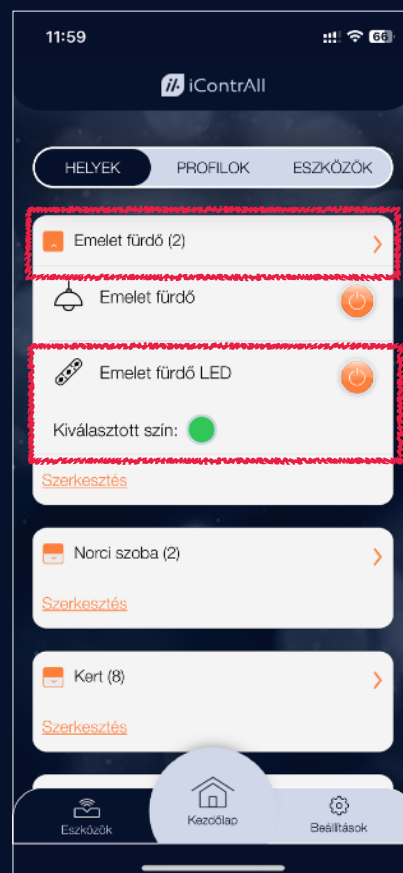 11:59
66
iContrAll
HELYEK PROFILOK ESZKÖZÖK
Emelet fürdő (2)
Emelet fürdő
Emelet fürdő LED
Kiválasztott szín:
Szerkesztés
Norci szoba (2)
Szerkesztés
Kert (8)
Szerkesztés
Eszközök Kezdőlap Beállítások